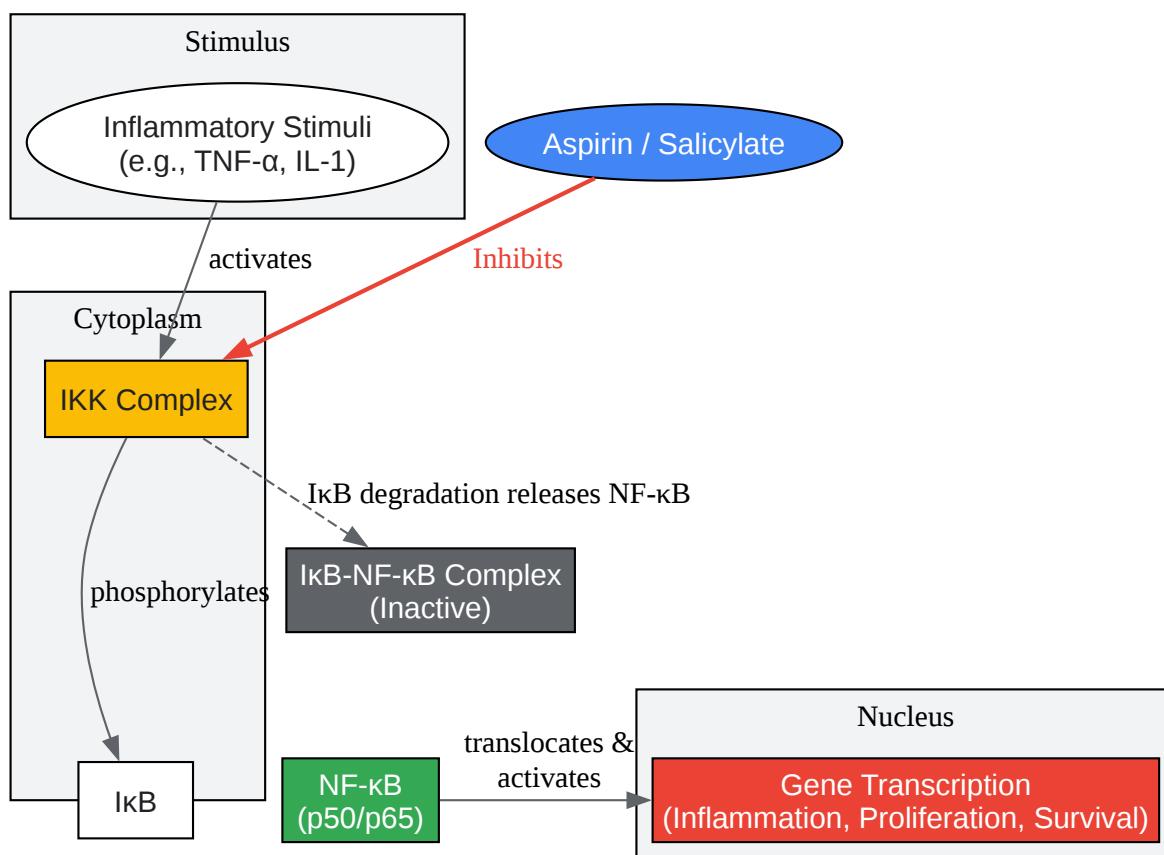 Stimulus
Inflammatory Stimuli
(e.g., TNF-α, IL-1)
Aspirin / Salicylate
activates
Inhibits
Cytoplasm
IKK Complex
IκB degradation releases NF-κB
IκB-NF-κB Complex
(Inactive)
phosphorylates
IκB
NF-κB
(p50/p65)
translocates &
activates
Nucleus
Gene Transcription
(Inflammation, Proliferation, Survival)